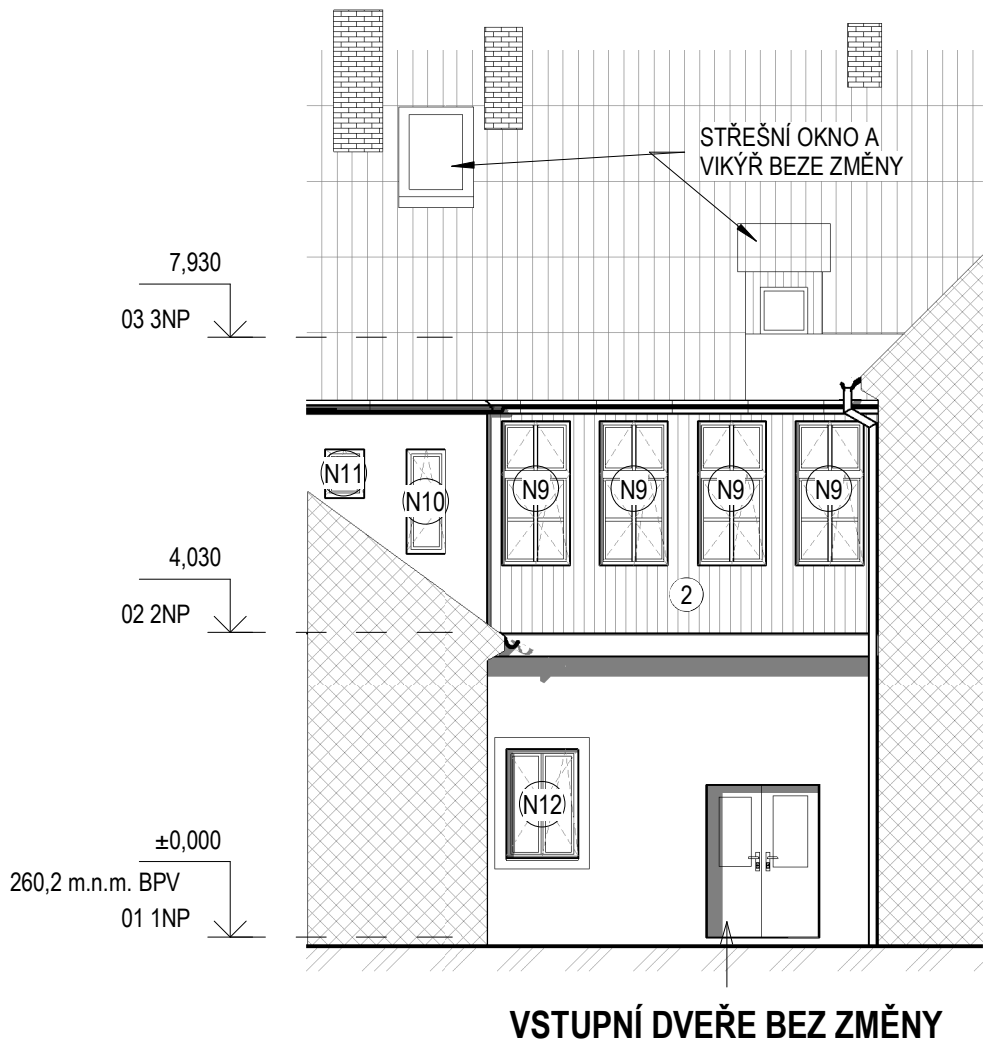 STŘEŠNÍ OKNO A
VIKÝŘ BEZE ZMĚNY
7,930
03 3NP
N11
N10
N9
N9
N9
N9
4,030
02 2NP
2
N12
±0,000
260,2 m.n.m. BPV
01 1NP
VSTUPNÍ DVEŘE BEZ ZMĚNY